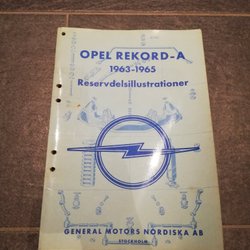 OPEL REKORD-A
1963-1965
Reservdelsillustrationer
GENERAL MOTORS NORDISKA AB
STOCKHOLM